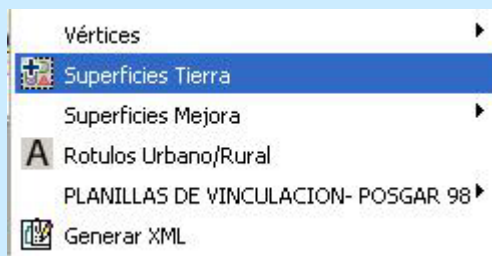 Vértices
Superficies Tierra
Superficies Mejora
Rotulos Urbano/Rural
PLANILLAS DE VINCULACION- POSGAR 98
Generar XML